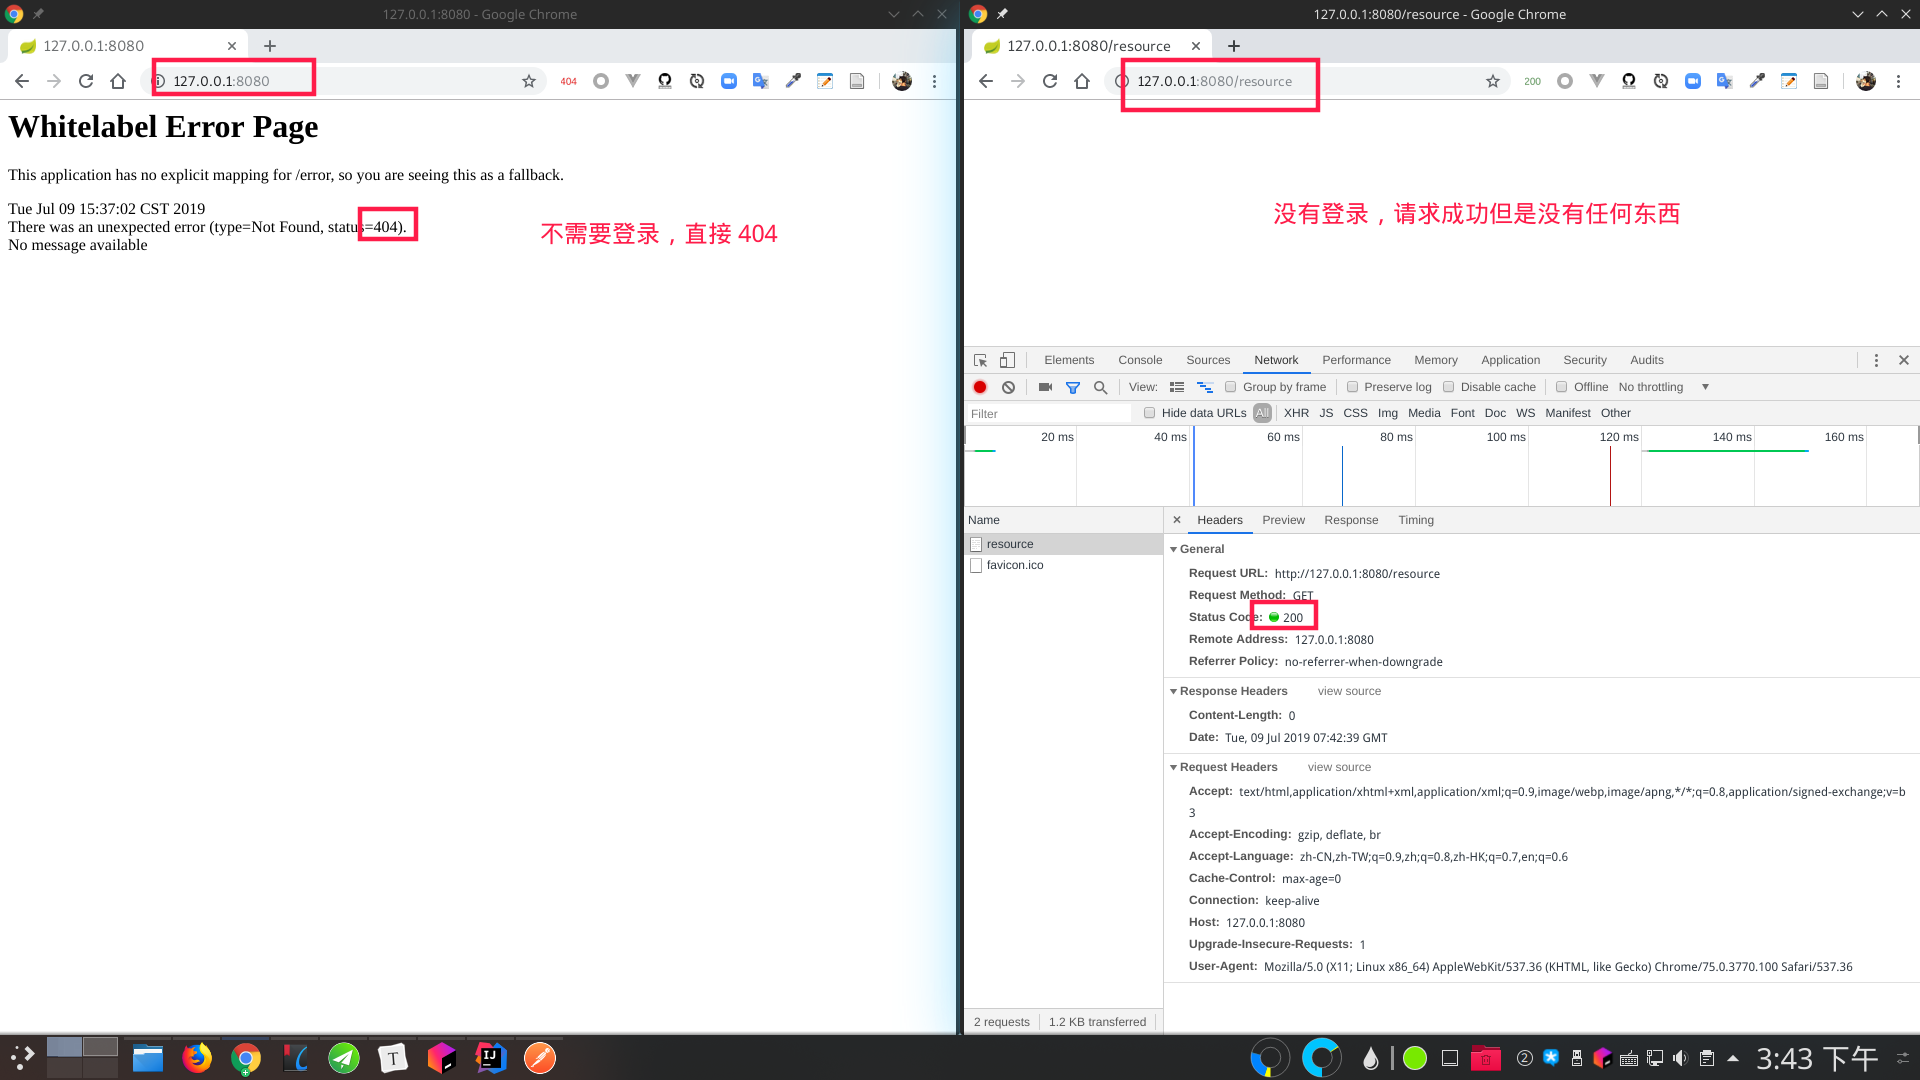 127.0.0.1:8080 - Google Chrome
127.0.0.1:8080
127.0.0.1:8080
404
Whitelabel Error Page
This application has no explicit mapping for /error, so you are seeing this as a fallback.
Tue Jul 09 15:37:02 CST 2019
There was an unexpected error (type=Not Found, status=404).
No message available
不需要登录，直接 404
127.0.0.1:8080/resource - Google Chrome
127.0.0.1:8080/resource
127.0.0.1:8080/resource
200
没有登录，请求成功但是没有任何东西
Elements Console Sources Network Performance Memory Application Security Audits
View: Group by frame Preserve log Disable cache Offline No throttling
Filter Hide data URLs All XHR JS CSS Img Media Font Doc WS Manifest Other
20 ms 40 ms 60 ms 80 ms 100 ms 120 ms 140 ms 160 ms
Name
resource
favicon.ico
Headers Preview Response Timing
General
Request URL: http://127.0.0.1:8080/resource
Request Method: GET
Status Code: 200
Remote Address: 127.0.0.1:8080
Referrer Policy: no-referrer-when-downgrade
Response Headers view source
Content-Length: 0
Date: Tue, 09 Jul 2019 07:42:39 GMT
Request Headers view source
Accept: text/html,application/xhtml+xml,application/xml;q=0.9,image/webp,image/apng,*/*;q=0.8,application/signed-exchange;v=b
3
Accept-Encoding: gzip, deflate, br
Accept-Language: zh-CN,zh-TW;q=0.9,zh;q=0.8,zh-HK;q=0.7,en;q=0.6
Cache-Control: max-age=0
Connection: keep-alive
Host: 127.0.0.1:8080
Upgrade-Insecure-Requests: 1
User-Agent: Mozilla/5.0 (X11; Linux x86_64) AppleWebKit/537.36 (KHTML, like Gecko) Chrome/75.0.3770.100 Safari/537.36
2 requests 1.2 KB transferred
T
IJ
2
3:43 下午